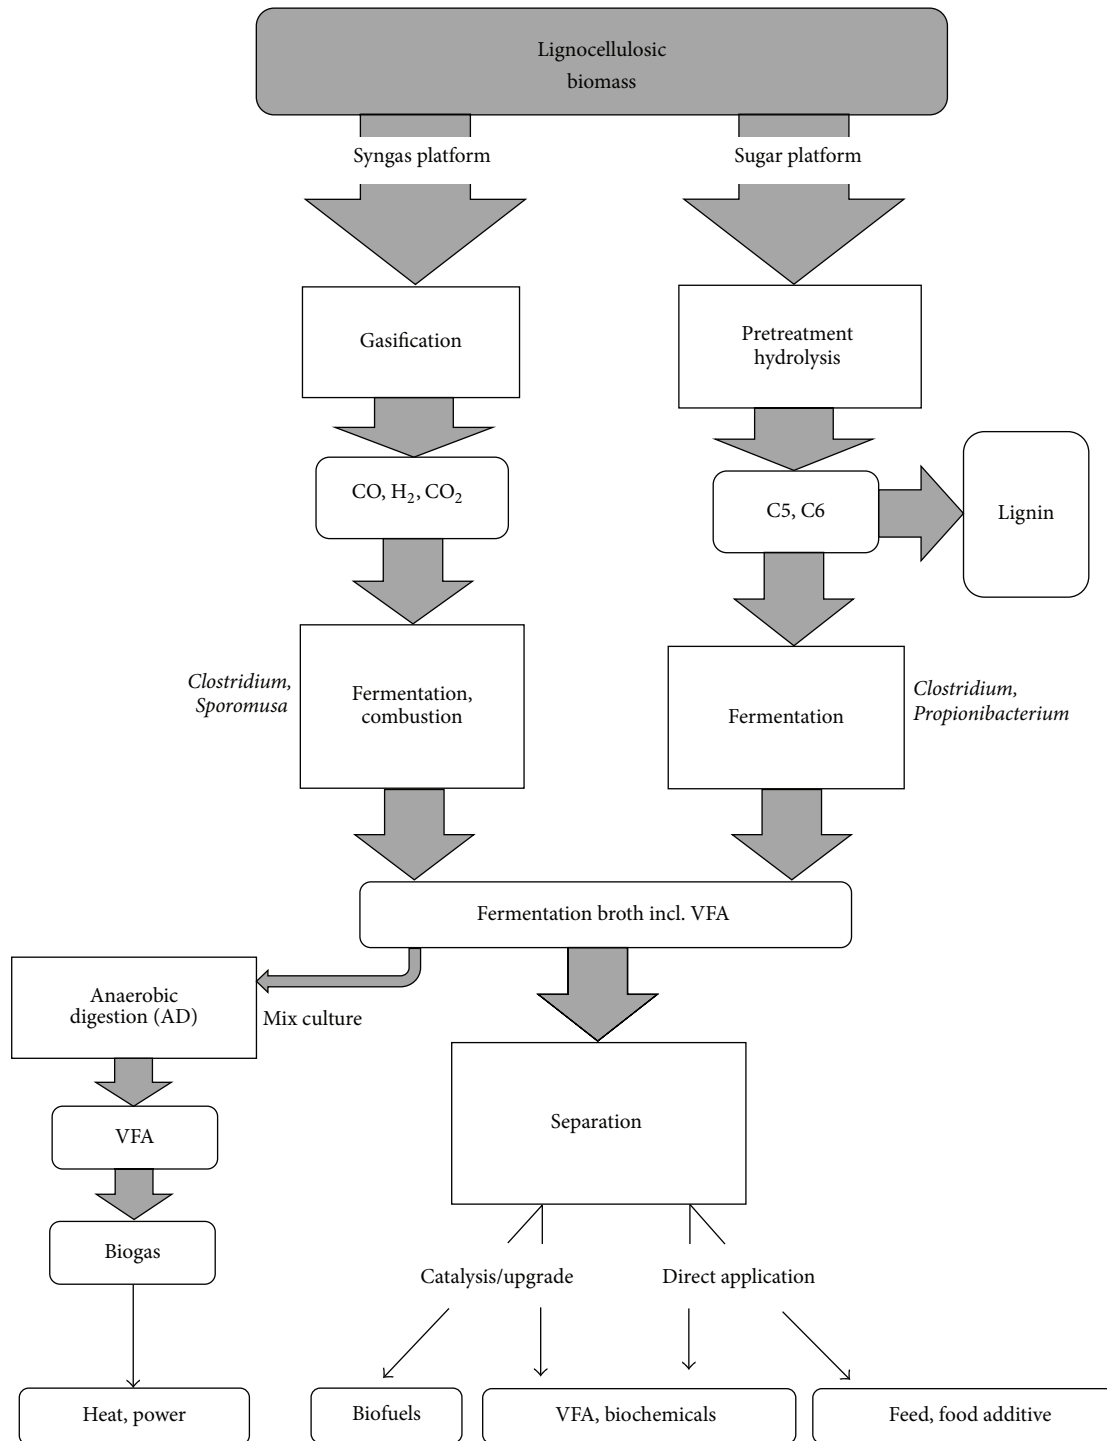 Lignocellulosic
biomass
Syngas platform
Sugar platform
Gasification
Pretreatment
hydrolysis
CO, H₂, CO₂
C5, C6
Lignin
Clostridium,
Sporomusa
Fermentation,
combustion
Fermentation
Clostridium,
Propionibacterium
Fermentation broth incl. VFA
Anaerobic
digestion (AD)
Mix culture
Separation
VFA
Biogas
Catalysis/upgrade
Direct application
Heat, power
Biofuels
VFA, biochemicals
Feed, food additive